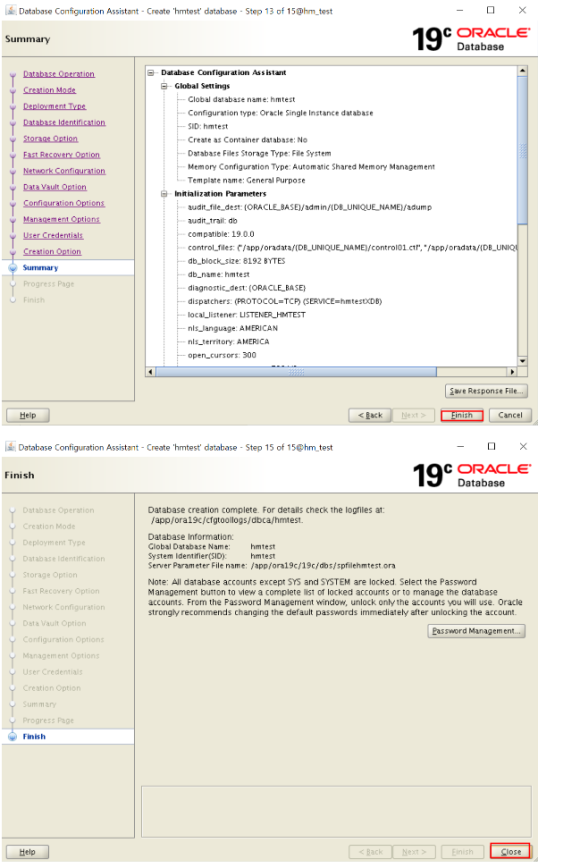 Database Configuration Assistant - Create 'hmtest' database - Step 13 of 15@hm_test
Summary
19c ORACLE
Database
Database Operation
Creation Mode
Deployment Type
Database Identification
Storage Option
Fast Recovery Option
Network Configuration
Data Vault Option
Configuration Options
Management Options
User Credentials
Creation Option
Summary
Progress Page
Finish
Database Configuration Assistant
Global Settings
Global database name: hmtest
Configuration type: Oracle Single Instance database
SID: hmtest
Create as Container database: No
Database Files Storage Type: File System
Memory Configuration Type: Automatic Shared Memory Management
Template name: General Purpose
Initialization Parameters
audit_file_dest: {ORACLE_BASE}/admin/{DB_UNIQUE_NAME}/adump
audit_trail: db
compatible: 19.0.0
control_files: ("/app/oradata/{DB_UNIQUE_NAME}/control01.ctl", "/app/oradata/{DB_UNIQ
db_block_size: 8192 BYTES
db_name: hmtest
diagnostic_dest: {ORACLE_BASE}
dispatchers: (PROTOCOL=TCP) (SERVICE=hmtestXDB)
local_listener: LISTENER_HMTEST
nls_language: AMERICAN
nls_territory: AMERICA
open_cursors: 300
Save Response File...
Help
< Back
Next >
Finish
Cancel
Database Configuration Assistant - Create 'hmtest' database - Step 15 of 15@hm_test
Finish
19c ORACLE
Database
Database Operation
Creation Mode
Deployment Type
Database Identification
Storage Option
Fast Recovery Option
Network Configuration
Data Vault Option
Configuration Options
Management Options
User Credentials
Creation Option
Summary
Progress Page
Finish
Database creation complete. For details check the logfiles at:
/app/ora19c/cfgtoollogs/dbca/hmtest.
Database Information:
Global Database Name: hmtest
System Identifier(SID): hmtest
Server Parameter File name: /app/ora19c/19c/dbs/spfilehmtest.ora
Note: All database accounts except SYS and SYSTEM are locked. Select the Password
Management button to view a complete list of locked accounts or to manage the database
accounts. From the Password Management window, unlock only the accounts you will use. Oracle
strongly recommends changing the default passwords immediately after unlocking the account.
Password Management...
Help
< Back
Next >
Finish
Close